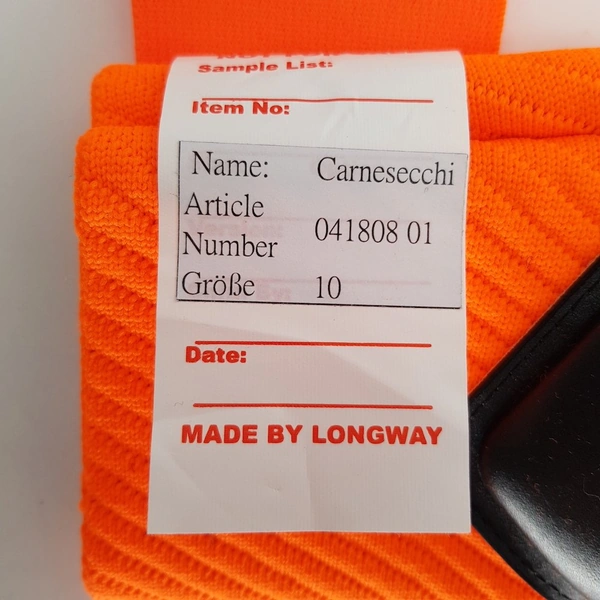 Sample List:
Item No:
Name: Carnesecchi
Article
Number 041808 01
Größe 10
Date:
MADE BY LONGWAY